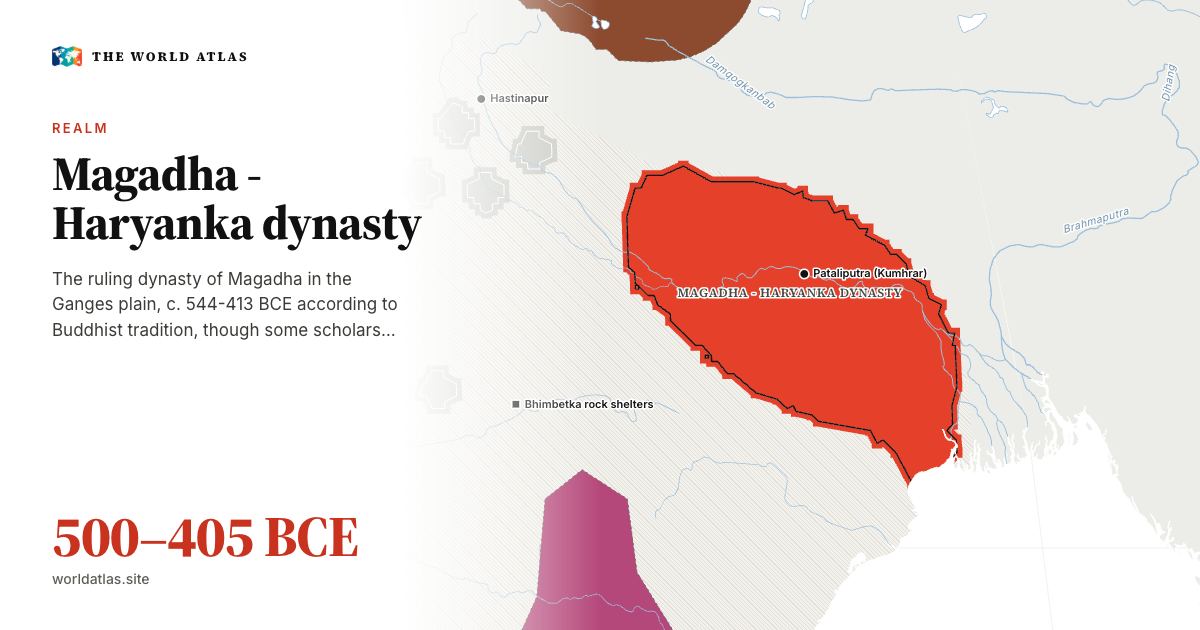 THE WORLD ATLAS
REALM
Magadha -
Haryanka dynasty
The ruling dynasty of Magadha in the
Ganges plain, c. 544-413 BCE according to
Buddhist tradition, though some scholars...
500–405 BCE
worldatlas.site
Hastinapur
Damqogkanbab
Dihang
Brahmaputra
Pataliputra (Kumhrar)
MAGADHA - HARYANKA DYNASTY
Bhimbetka rock shelters